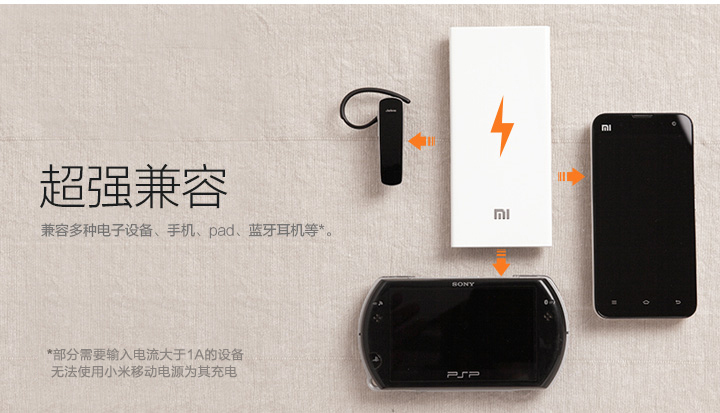 超强兼容
兼容多种电子设备、手机、pad、蓝牙耳机等*。
*部分需要输入电流大于1A的设备
无法使用小米移动电源为其充电
Jabra
mi
mi
SONY
PSP